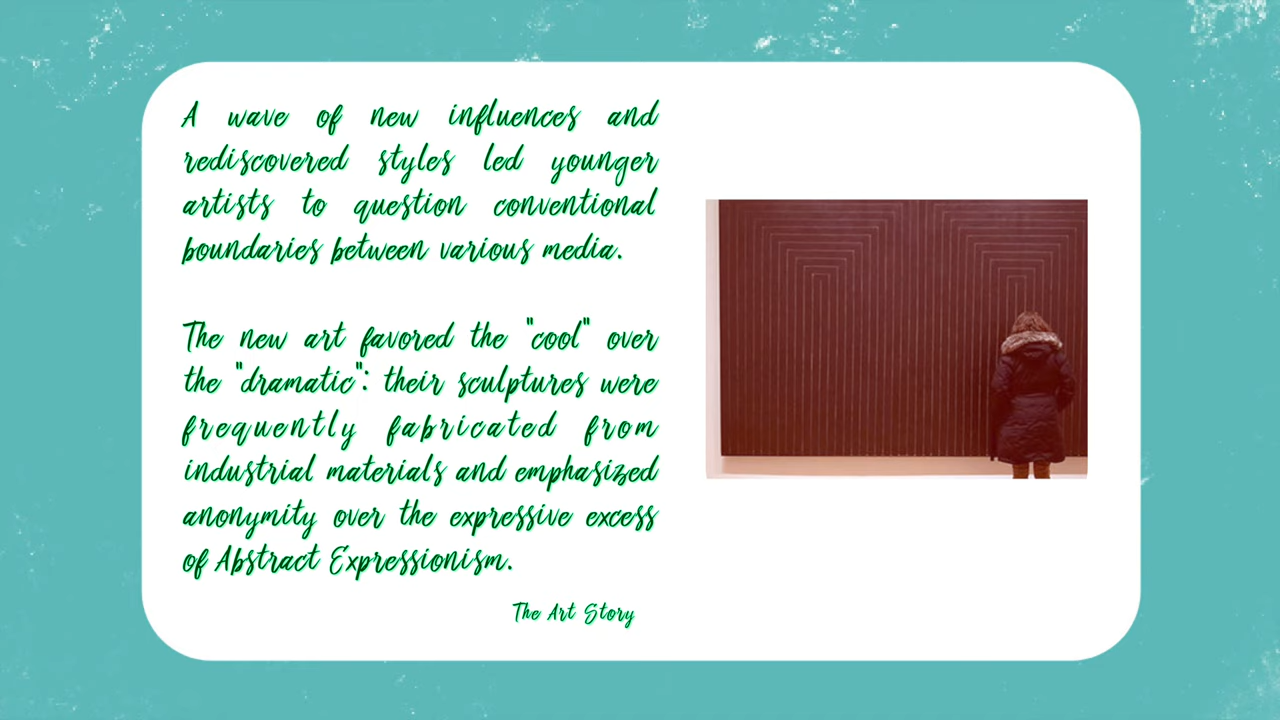 A wave of new influences and
rediscovered styles led younger
artists to question conventional
boundaries between various media.
The new art favored the "cool" over
the "dramatic": their sculptures were
frequently fabricated from
industrial materials and emphasized
anonymity over the expressive excess
of Abstract Expressionism.
The Art Story